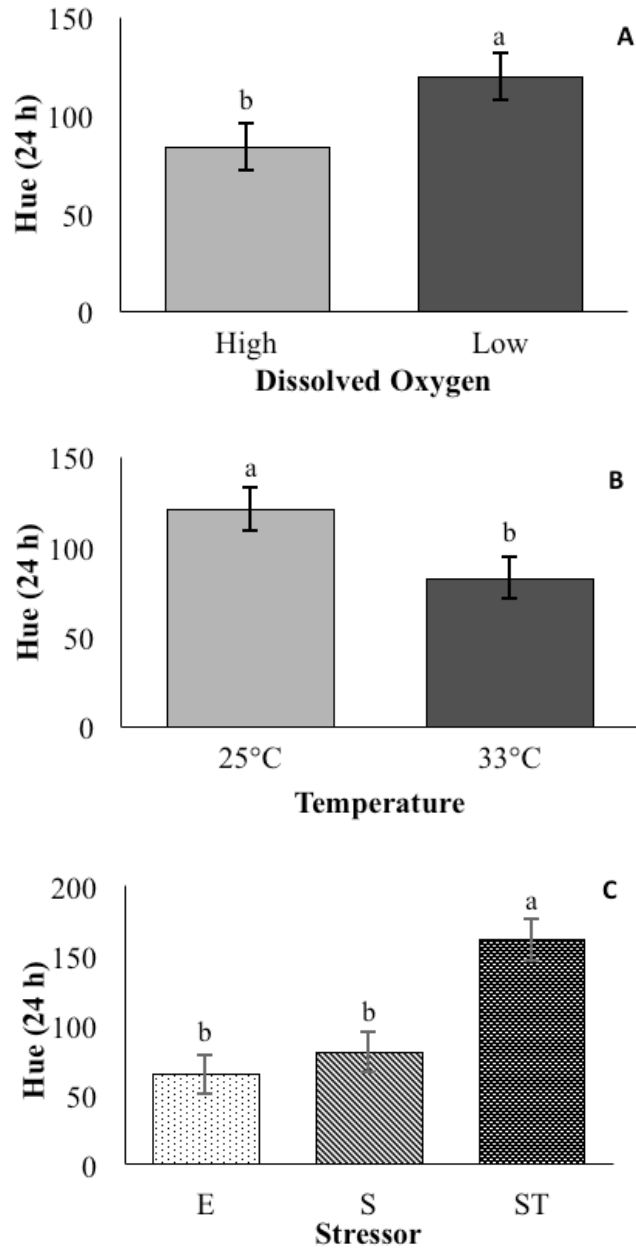 A
150
100
50
0
Hue (24 h)
b
a
High Low
Dissolved Oxygen
B
150
100
50
0
Hue (24 h)
a
b
25°C 33°C
Temperature
C
200
150
100
50
0
Hue (24 h)
b
b
a
E S ST
Stressor